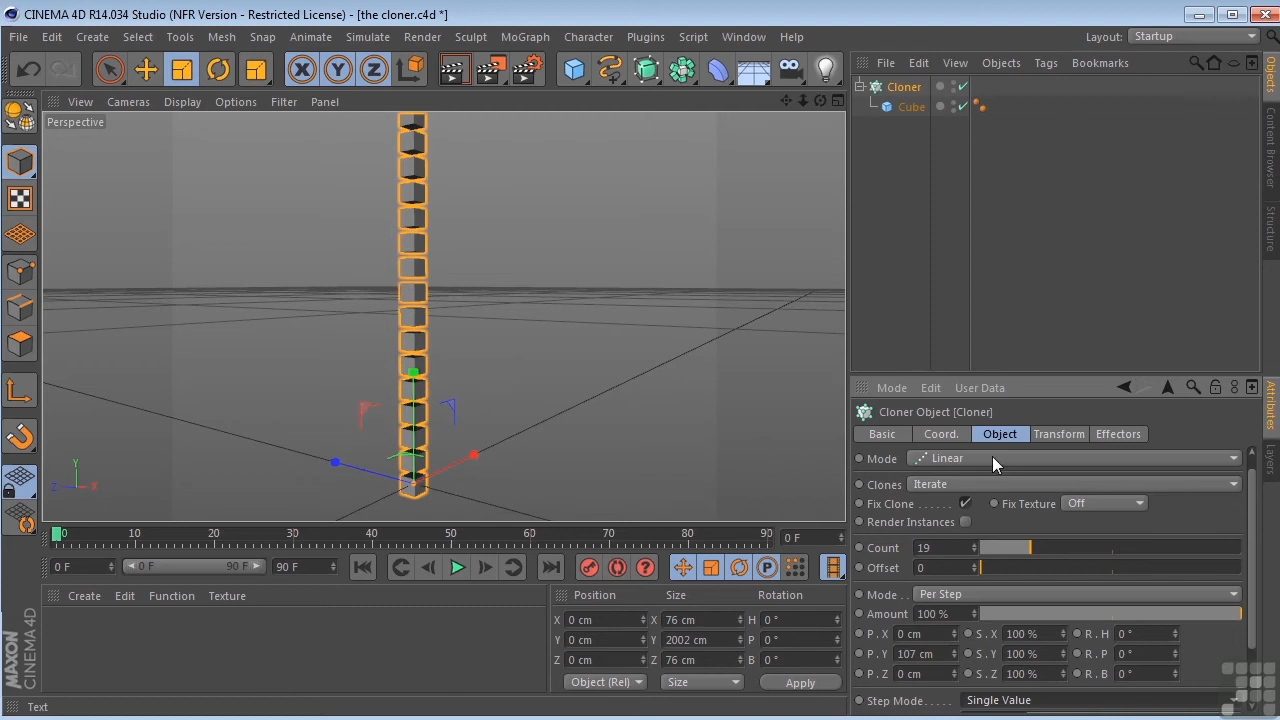 CINEMA 4D R14.034 Studio (NFR Version - Restricted License) - [the cloner.c4d *]
File Edit Create Select Tools Mesh Snap Animate Simulate Render Sculpt MoGraph Character Plugins Script Window Help Layout: Startup
X Y Z
File Edit View Objects Tags Bookmarks
View Cameras Display Options Filter Panel
Perspective
Cloner
Cube
Objects
Content Browser
Structure
Mode Edit User Data
Cloner Object [Cloner]
Basic Coord. Object Transform Effectors
Mode Linear
Clones Iterate
Fix Clone . . . . . . Fix Texture Off
Render Instances
Count 19
Offset 0
Mode . . Per Step
Amount 100 %
P . X 0 cm S . X 100 % R . H 0 °
P . Y 107 cm S . Y 100 % R . P 0 °
P . Z 0 cm S . Z 100 % R . B 0 °
Step Mode . . . . . Single Value
Attributes
Layers
Y
Z X
0 10 20 30 40 50 60 70 80 90 0 F
0 F 0 F 90 F 90 F
P
Create Edit Function Texture
Position Size Rotation
X 0 cm X 76 cm H 0 °
Y 0 cm Y 2002 cm P 0 °
Z 0 cm Z 76 cm B 0 °
Object (Rel) Size Apply
MAXON
CINEMA 4D
Text